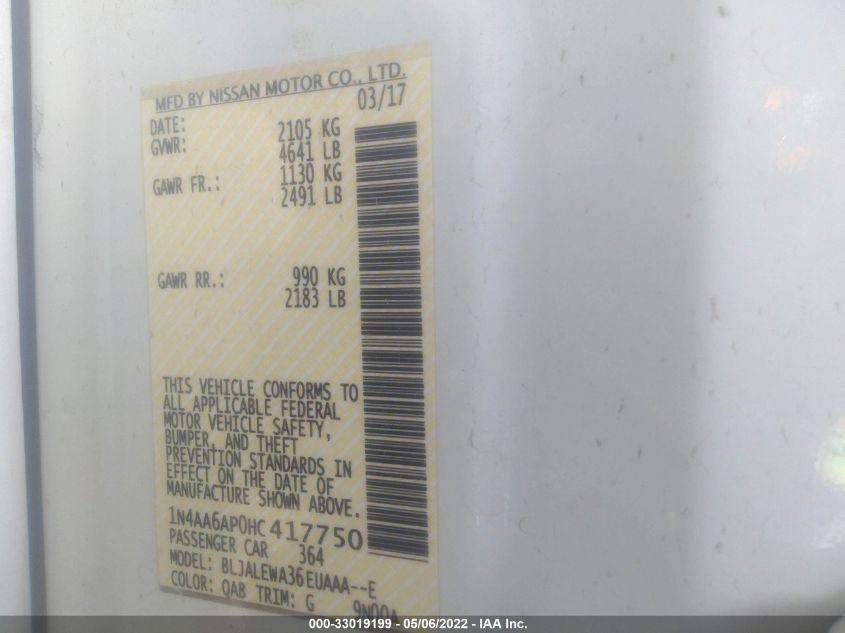 MFD BY NISSAN MOTOR CO., LTD.
DATE: 03/17
GVWR: 2105 KG
4641 LB
GAWR FR.: 1130 KG
2491 LB
GAWR RR.: 990 KG
2183 LB
THIS VEHICLE CONFORMS TO
ALL APPLICABLE FEDERAL
MOTOR VEHICLE SAFETY,
BUMPER, AND THEFT
PREVENTION STANDARDS IN
EFFECT ON THE DATE OF
MANUFACTURE SHOWN ABOVE.
1N4AA6AP0HC417750
PASSENGER CAR 364
MODEL: BLJALEWA36EUAAA--E
COLOR: QAB TRIM: G 9N00A
000-33019199 - 05/06/2022 - IAA Inc.